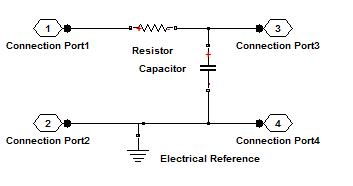 1
3
Connection Port1
Resistor
Connection Port3
Capacitor
2
4
Connection Port2
Connection Port4
Electrical Reference